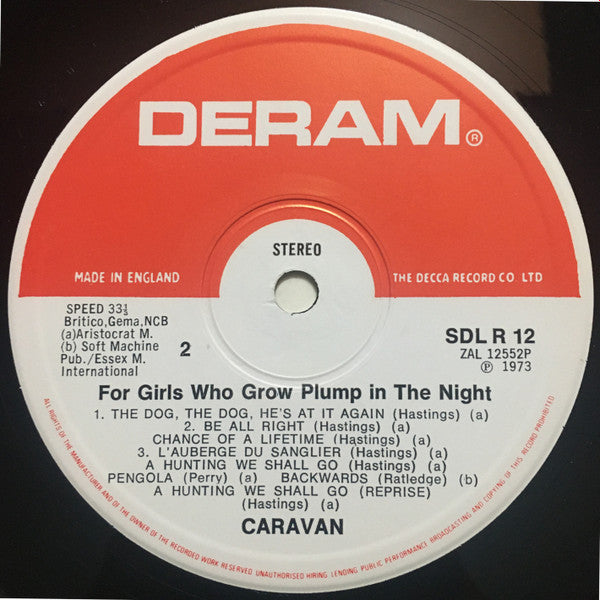 DERAM®
STEREO
MADE IN ENGLAND
THE DECCA RECORD CO. LTD
SPEED 33⅓
Britico,Gema,NCB
(a)Aristocrat M.
(b) Soft Machine
Pub./Essex M.
International
2
SDL R 12
ZAL 12552P
℗ 1973
For Girls Who Grow Plump in The Night
1. THE DOG, THE DOG, HE'S AT IT AGAIN (Hastings) (a)
2. BE ALL RIGHT (Hastings) (a)
CHANCE OF A LIFETIME (Hastings) (a)
3. L'AUBERGE DU SANGLIER (Hastings) (a)
A HUNTING WE SHALL GO (Hastings) (a)
PENGOLA (Perry) (a) BACKWARDS (Ratledge) (b)
A HUNTING WE SHALL GO (REPRISE)
(Hastings) (a)
CARAVAN
ALL RIGHTS OF THE MANUFACTURER AND OF THE OWNER OF THE RECORDED WORK RESERVED UNAUTHORISED HIRING LENDING PUBLIC PERFORMANCE BROADCASTING AND COPYING OF THIS RECORD PROHIBITED